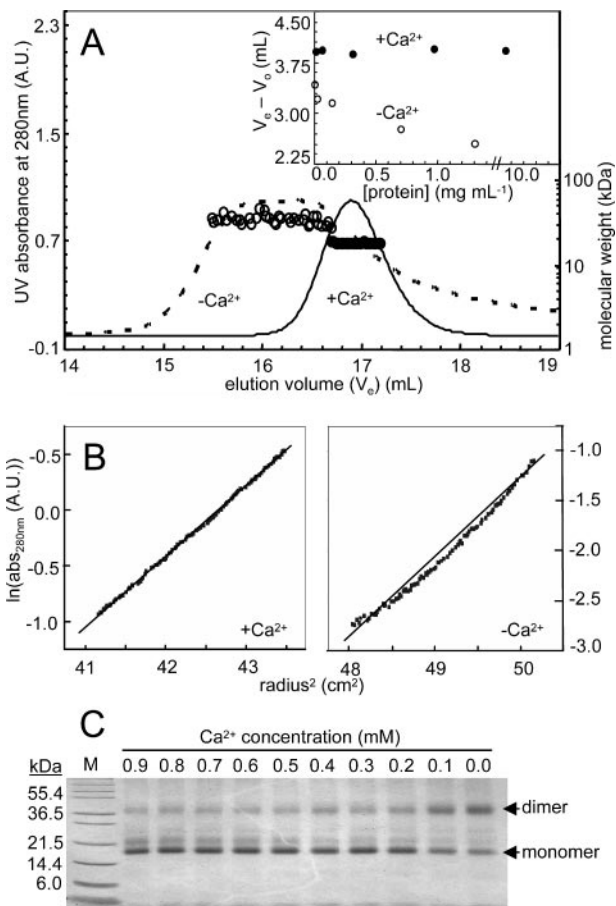 A
UV absorbance at 280nm (A.U.)
2.3
1.5
0.7
-0.1
14 15 16 17 18 19
elution volume (Vₑ) (mL)
molecular weight (kDa)
100
10
1
-Ca²⁺
+Ca²⁺
Vₑ – Vₒ (mL)
4.50
3.75
3.00
2.25
+Ca²⁺
-Ca²⁺
0.0 0.5 1.0 10.0
[protein] (mg mL⁻¹)
B
ln(abs₂₈₀ₙₘ (A.U.))
-0.5
0.0
-0.5
-1.0
+Ca²⁺
41 42 43
-1.0
-1.5
-2.0
-2.5
-3.0
-Ca²⁺
48 49 50
radius² (cm²)
C
Ca²⁺ concentration (mM)
kDa M 0.9 0.8 0.7 0.6 0.5 0.4 0.3 0.2 0.1 0.0
55.4
36.5
21.5
14.4
6.0
dimer
monomer